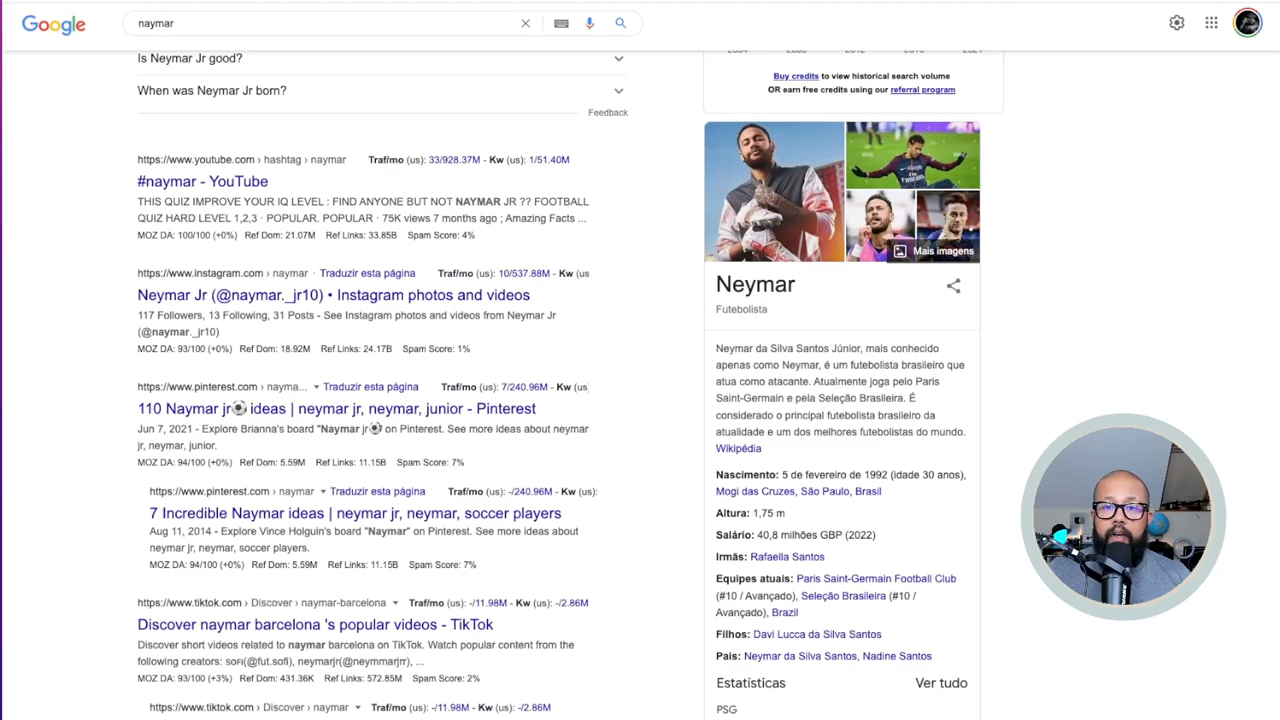 Google
naymar
Is Neymar Jr good?
When was Neymar Jr born?
Feedback
https://www.youtube.com › hashtag › naymar Traf/mo (us): 33/928.37M - Kw (us): 1/51.40M
#naymar - YouTube
THIS QUIZ IMPROVE YOUR IQ LEVEL : FIND ANYONE BUT NOT NAYMAR JR ?? FOOTBALL
QUIZ HARD LEVEL 1,2,3 · POPULAR. POPULAR · 75K views 7 months ago ; Amazing Facts ...
MOZ DA: 100/100 (+0%) Ref Dom: 21.07M Ref Links: 33.85B Spam Score: 4%
https://www.instagram.com › naymar · Traduzir esta página Traf/mo (us): 10/537.88M - Kw (us
Neymar Jr (@naymar._jr10) • Instagram photos and videos
117 Followers, 13 Following, 31 Posts - See Instagram photos and videos from Neymar Jr
(@naymar._jr10)
MOZ DA: 93/100 (+0%) Ref Dom: 18.92M Ref Links: 24.17B Spam Score: 1%
https://www.pinterest.com › nayma... Traduzir esta página Traf/mo (us): 7/240.96M - Kw (us
110 Naymar jr⚽ ideas | neymar jr, neymar, junior - Pinterest
Jun 7, 2021 - Explore Brianna's board "Naymar jr⚽ on Pinterest. See more ideas about neymar
jr, neymar, junior.
MOZ DA: 94/100 (+0%) Ref Dom: 5.59M Ref Links: 11.15B Spam Score: 7%
https://www.pinterest.com › naymar Traduzir esta página Traf/mo (us): -/240.96M - Kw (us):
7 Incredible Naymar ideas | neymar jr, neymar, soccer players
Aug 11, 2014 - Explore Vince Holguin's board "Naymar" on Pinterest. See more ideas about
neymar jr, neymar, soccer players.
MOZ DA: 94/100 (+0%) Ref Dom: 5.59M Ref Links: 11.15B Spam Score: 7%
https://www.tiktok.com › Discover › naymar-barcelona Traf/mo (us): -/11.98M - Kw (us): -/2.86M
Discover naymar barcelona 's popular videos - TikTok
Discover short videos related to naymar barcelona on TikTok. Watch popular content from the
following creators: sofi(@fut.sofi), neymarjr(@neymmarjrr), ...
MOZ DA: 93/100 (+3%) Ref Dom: 431.36K Ref Links: 572.85M Spam Score: 2%
https://www.tiktok.com › Discover › naymar Traf/mo (us): -/11.98M - Kw (us): -/2.86M
Buy credits to view historical search volume
OR earn free credits using our referral program
Mais imagens
Neymar
Futebolista
Neymar da Silva Santos Júnior, mais conhecido
apenas como Neymar, é um futebolista brasileiro que
atua como atacante. Atualmente joga pelo Paris
Saint-Germain e pela Seleção Brasileira. É
considerado o principal futebolista brasileiro da
atualidade e um dos melhores futebolistas do mundo.
Wikipédia
Nascimento: 5 de fevereiro de 1992 (idade 30 anos),
Mogi das Cruzes, São Paulo, Brasil
Altura: 1,75 m
Salário: 40,8 milhões GBP (2022)
Irmãs: Rafaella Santos
Equipes atuais: Paris Saint-Germain Football Club
(#10 / Avançado), Seleção Brasileira (#10 /
Avançado), Brazil
Filhos: Davi Lucca da Silva Santos
Pais: Neymar da Silva Santos, Nadine Santos
Estatísticas Ver tudo
PSG